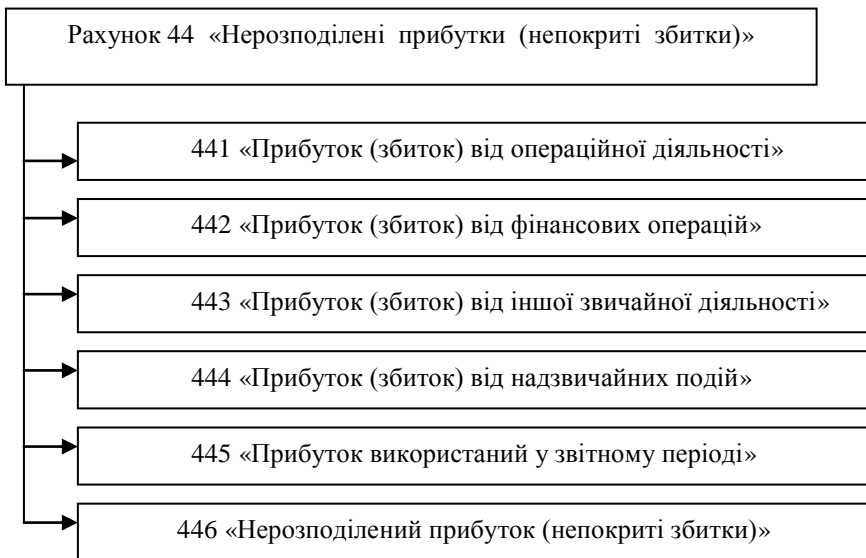 Рахунок 44 «Нерозподілені прибутки (непокриті збитки)»
441 «Прибуток (збиток) від операційної діяльності»
442 «Прибуток (збиток) від фінансових операцій»
443 «Прибуток (збиток) від іншої звичайної діяльності»
444 «Прибуток (збиток) від надзвичайних подій»
445 «Прибуток використаний у звітному періоді»
446 «Нерозподілений прибуток (непокриті збитки)»